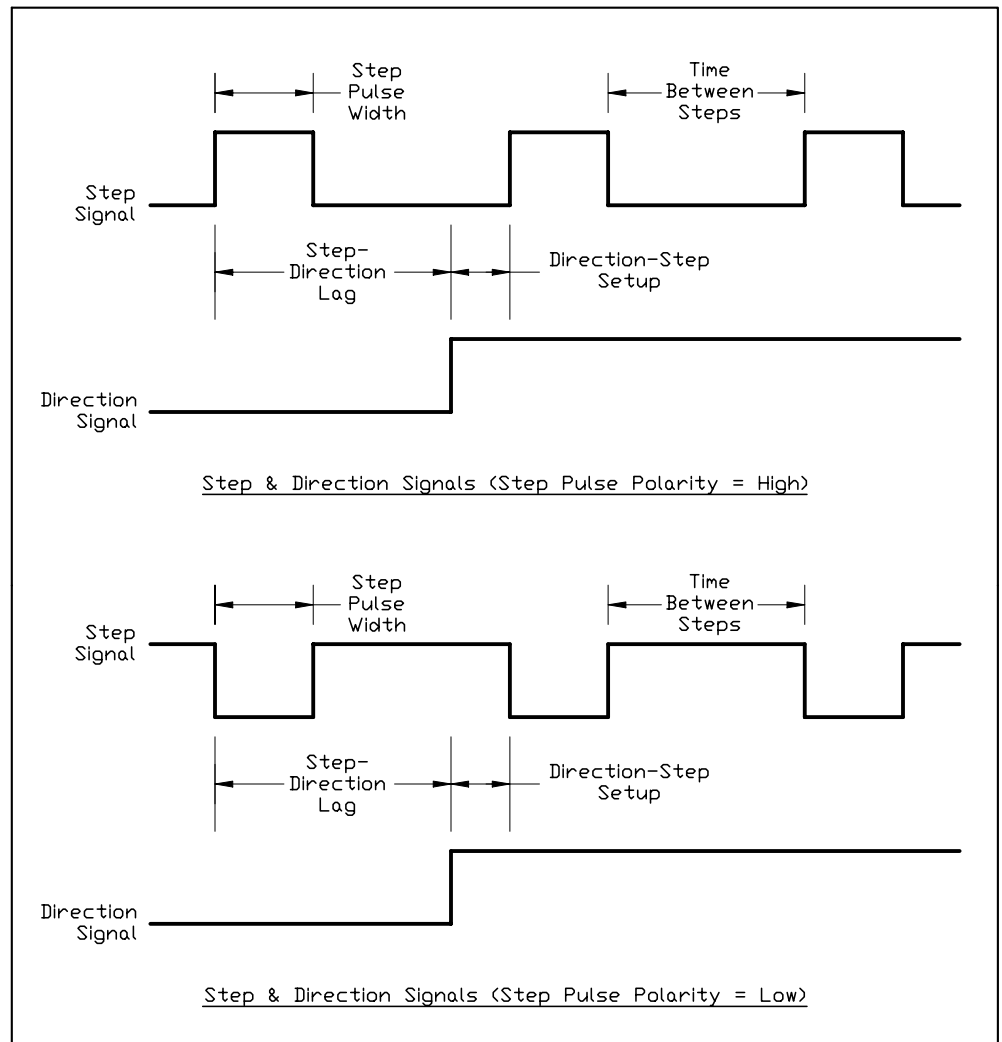 Step
Pulse
Width
Time
Between
Steps
Step
Signal
Step-
Direction
Lag
Direction-Step
Setup
Direction
Signal
Step & Direction Signals (Step Pulse Polarity = High)
Step
Pulse
Width
Time
Between
Steps
Step
Signal
Step-
Direction
Lag
Direction-Step
Setup
Direction
Signal
Step & Direction Signals (Step Pulse Polarity = Low)